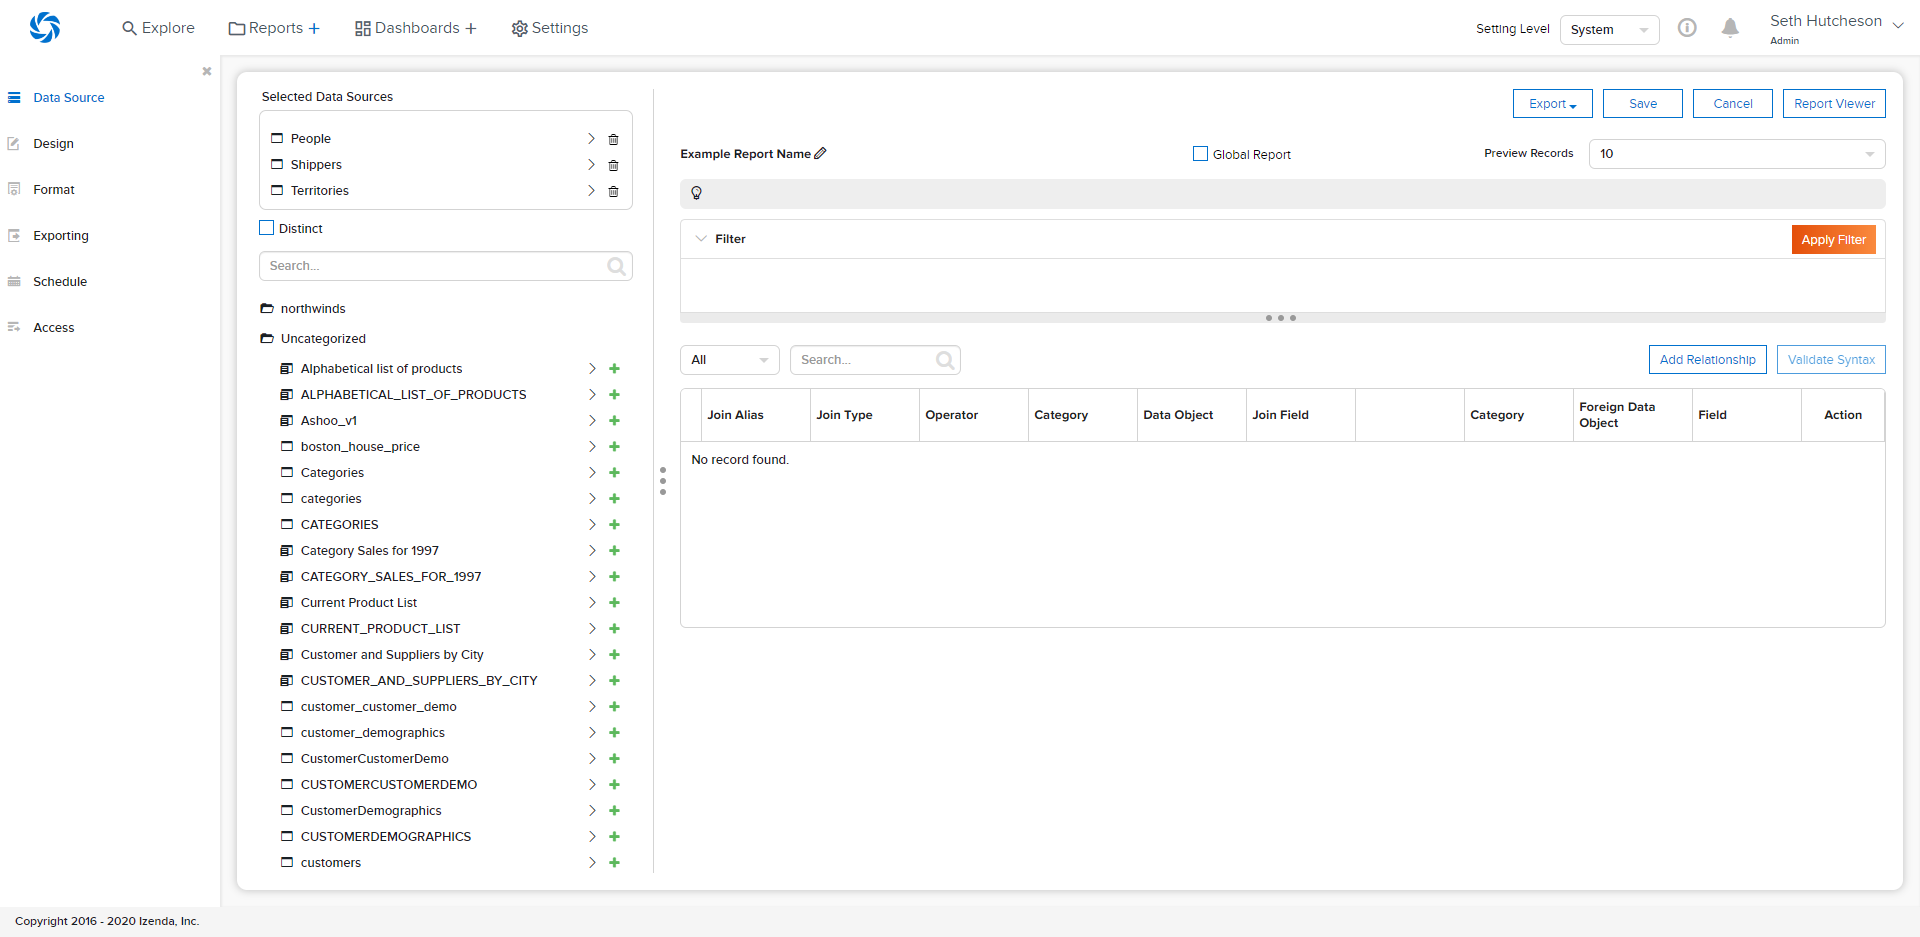 Explore
Reports +
Dashboards +
Settings
Setting Level
System
Seth Hutcheson
Admin
Data Source
Design
Format
Exporting
Schedule
Access
Selected Data Sources
People
Shippers
Territories
Distinct
Search...
northwinds
Uncategorized
Alphabetical list of products
ALPHABETICAL_LIST_OF_PRODUCTS
Ashoo_v1
boston_house_price
Categories
categories
CATEGORIES
Category Sales for 1997
CATEGORY_SALES_FOR_1997
Current Product List
CURRENT_PRODUCT_LIST
Customer and Suppliers by City
CUSTOMER_AND_SUPPLIERS_BY_CITY
customer_customer_demo
customer_demographics
CustomerCustomerDemo
CUSTOMERCUSTOMERDEMO
CustomerDemographics
CUSTOMERDEMOGRAPHICS
customers
Export
Save
Cancel
Report Viewer
Example Report Name
Global Report
Preview Records
10
Filter
Apply Filter
All
Search...
Add Relationship
Validate Syntax
Join Alias
Join Type
Operator
Category
Data Object
Join Field
Category
Foreign Data
Object
Field
Action
No record found.
Copyright 2016 - 2020 Izenda, Inc.